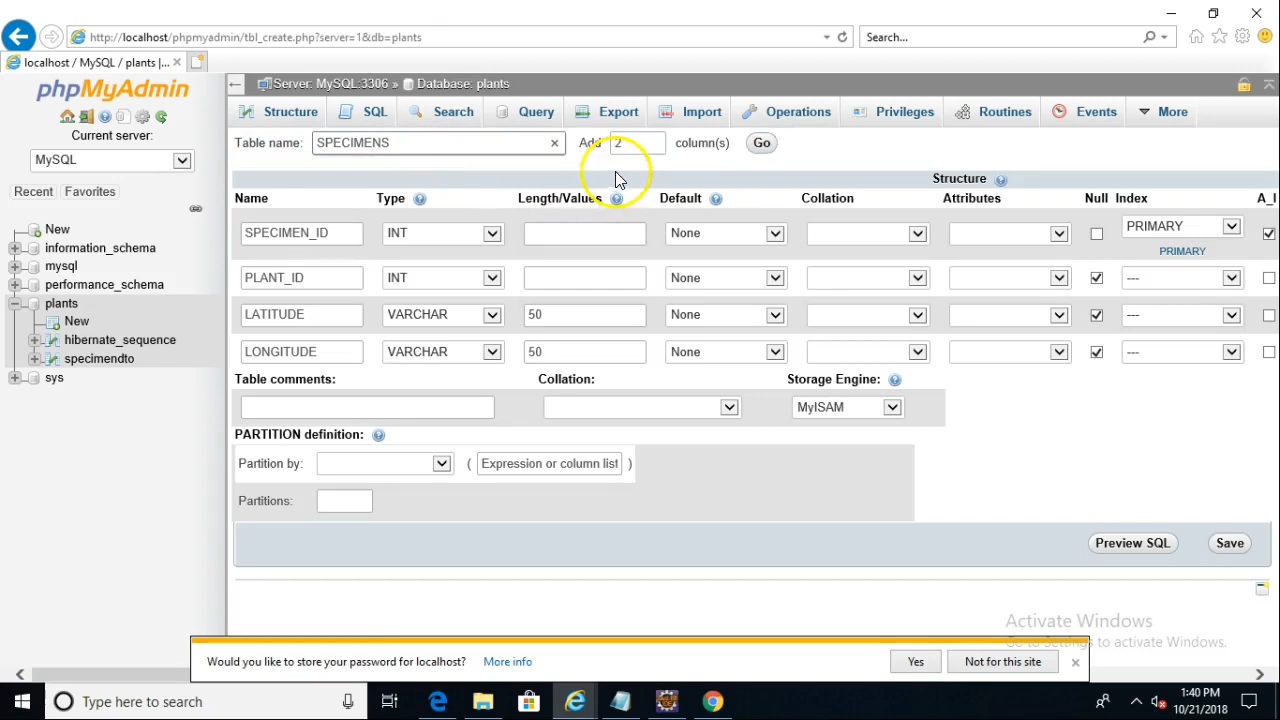 http://localhost/phpmyadmin/tbl_create.php?server=1&db=plants
Search...
localhost / MySQL / plants |...
phpMyAdmin
Current server:
MySQL
Recent
Favorites
New
information_schema
mysql
performance_schema
plants
New
hibernate_sequence
specimendto
sys
Server: MySQL:3306 » Database: plants
Structure SQL Search Query Export Import Operations Privileges Routines Events More
Table name: SPECIMENS Add 2 column(s) Go
Structure
Name Type Length/Values Default Collation Attributes Null Index A_I
SPECIMEN_ID INT None PRIMARY
PRIMARY
PLANT_ID INT None ---
LATITUDE VARCHAR 50 None ---
LONGITUDE VARCHAR 50 None ---
Table comments: Collation: Storage Engine:
MyISAM
PARTITION definition:
Partition by: ( Expression or column list )
Partitions:
Preview SQL Save
Activate Windows
Go to Settings to activate Windows.
Would you like to store your password for localhost? More info Yes Not for this site
Type here to search
1:40 PM
10/21/2018